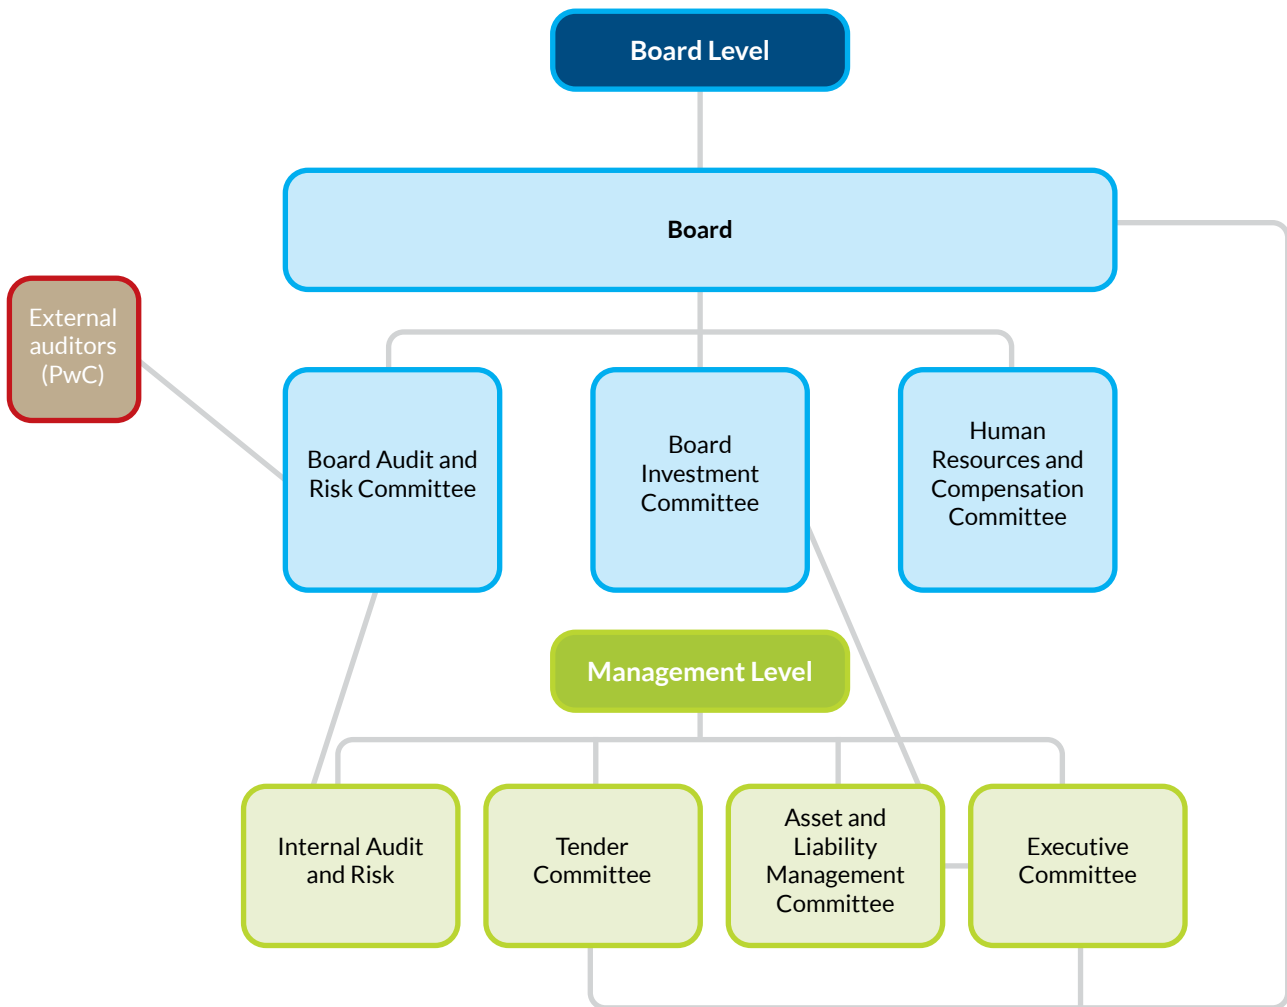 Board Level
Board
External
auditors
(PwC)
Board Audit and
Risk Committee
Board
Investment
Committee
Human
Resources and
Compensation
Committee
Management Level
Internal Audit
and Risk
Tender
Committee
Asset and
Liability
Management
Committee
Executive
Committee